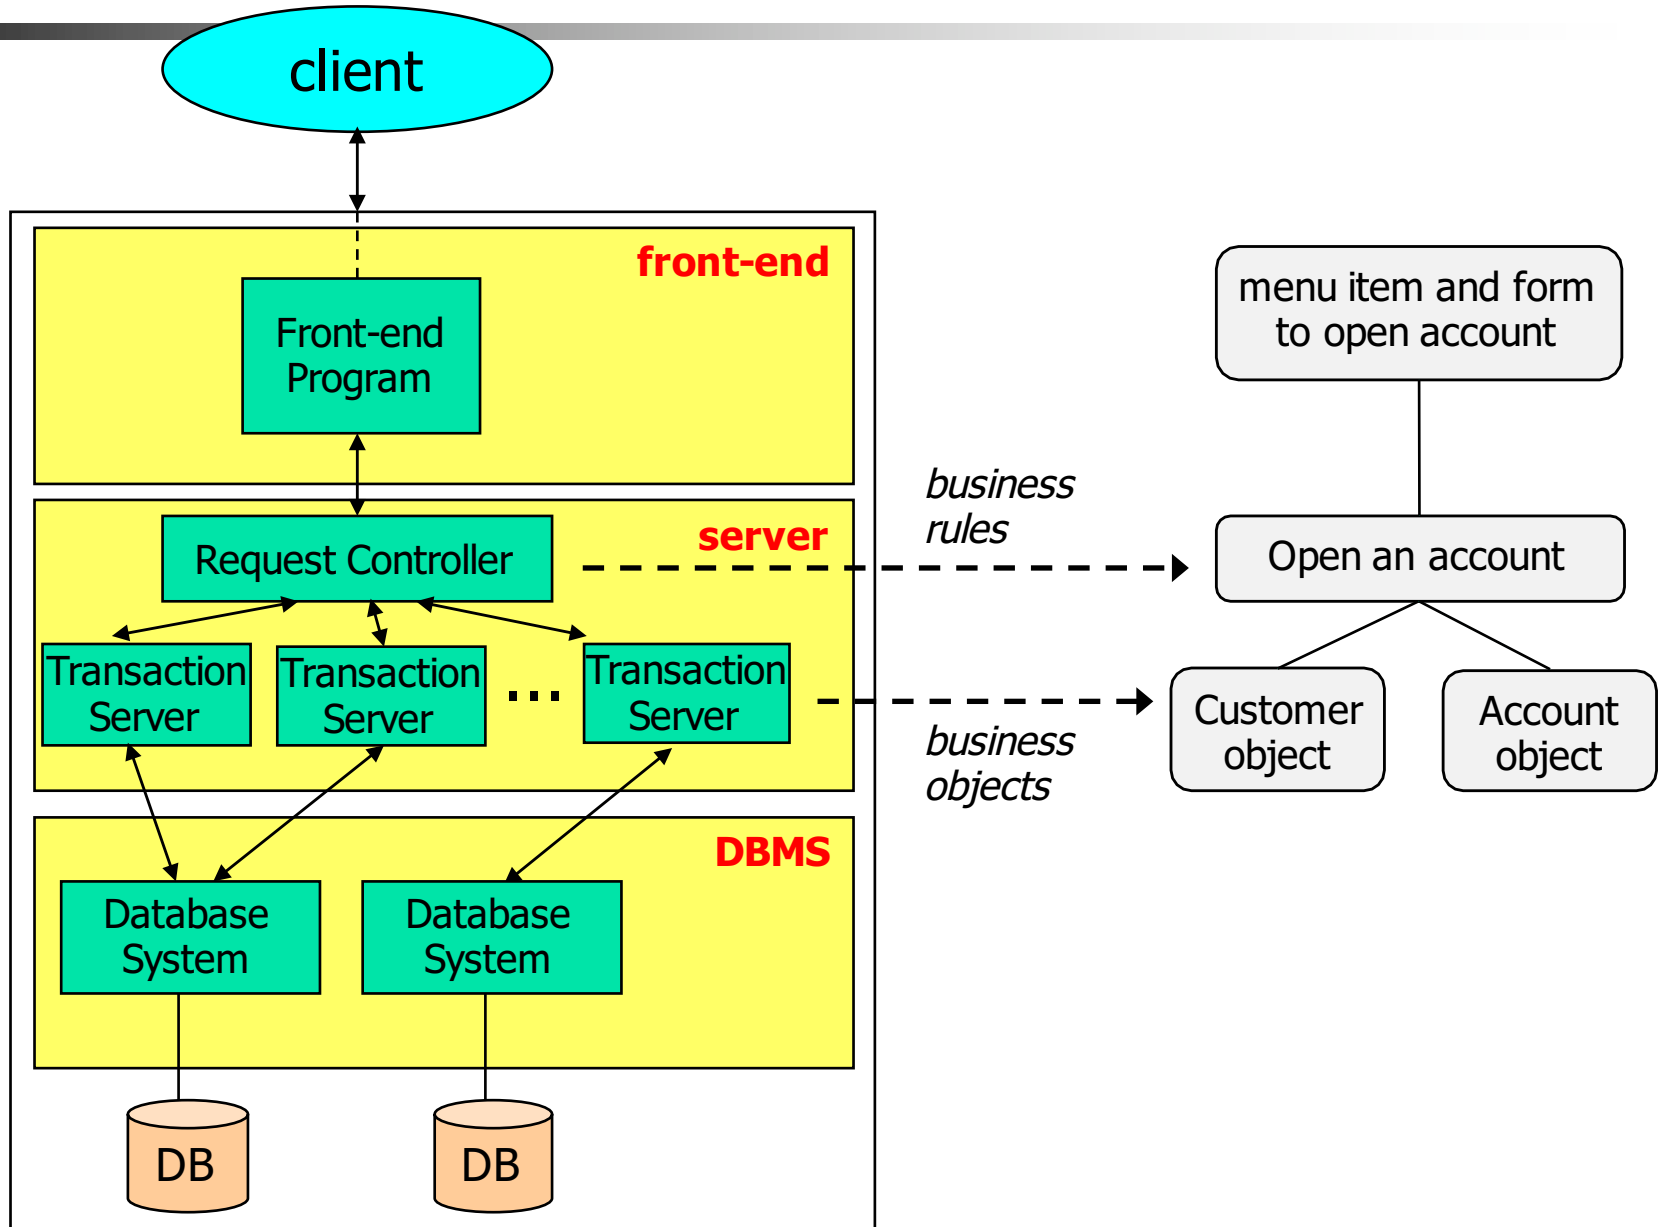 client
front-end
Front-end
Program
server
Request Controller
Transaction
Server
Transaction
Server
....
Transaction
Server
DBMS
Database
System
Database
System
DB
DB
business
rules
business
objects
menu item and form
to open account
Open an account
Customer
object
Account
object